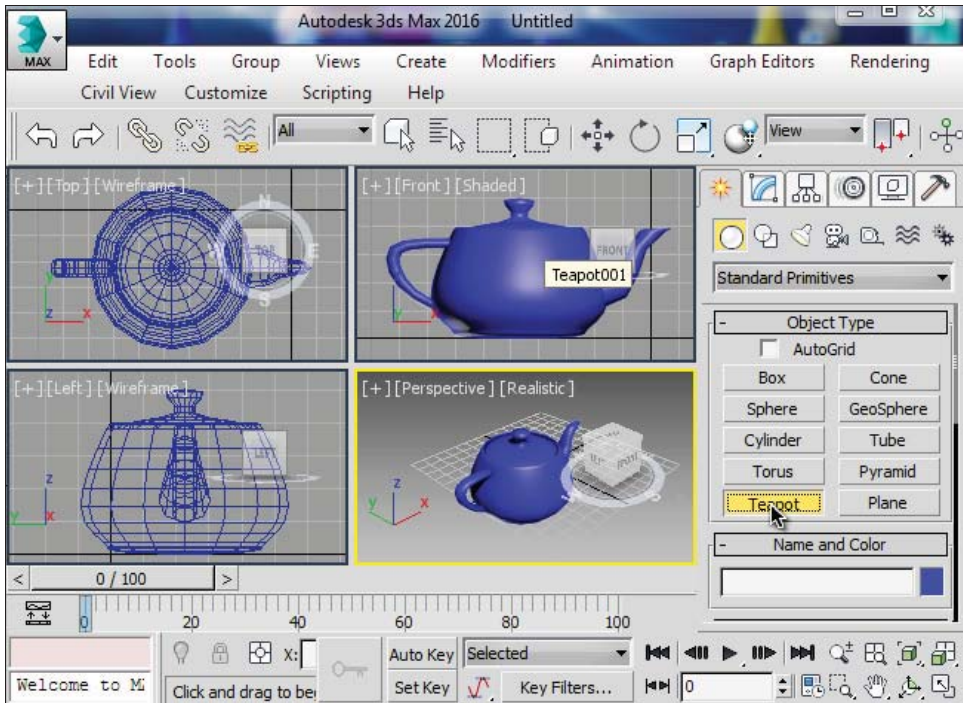 Autodesk 3ds Max 2016 Untitled
MAX
Edit Tools Group Views Create Modifiers Animation Graph Editors Rendering
Civil View Customize Scripting Help
All
View
[+][Top][Wireframe]
N
TOP
E
S
[+][Front][Shaded]
FRONT
Teapot001
y
z x
y x
Standard Primitives
- Object Type
AutoGrid
Box Cone
Sphere GeoSphere
Cylinder Tube
Torus Pyramid
Teapot Plane
- Name and Color
[+][Left][Wireframe]
LEFT
z
y x
[+][Perspective][Realistic]
z
y x
< 0 / 100 >
0 20 40 60 80 100
X:
Auto Key Selected
Welcome to M
Click and drag to be
Set Key Key Filters...
0